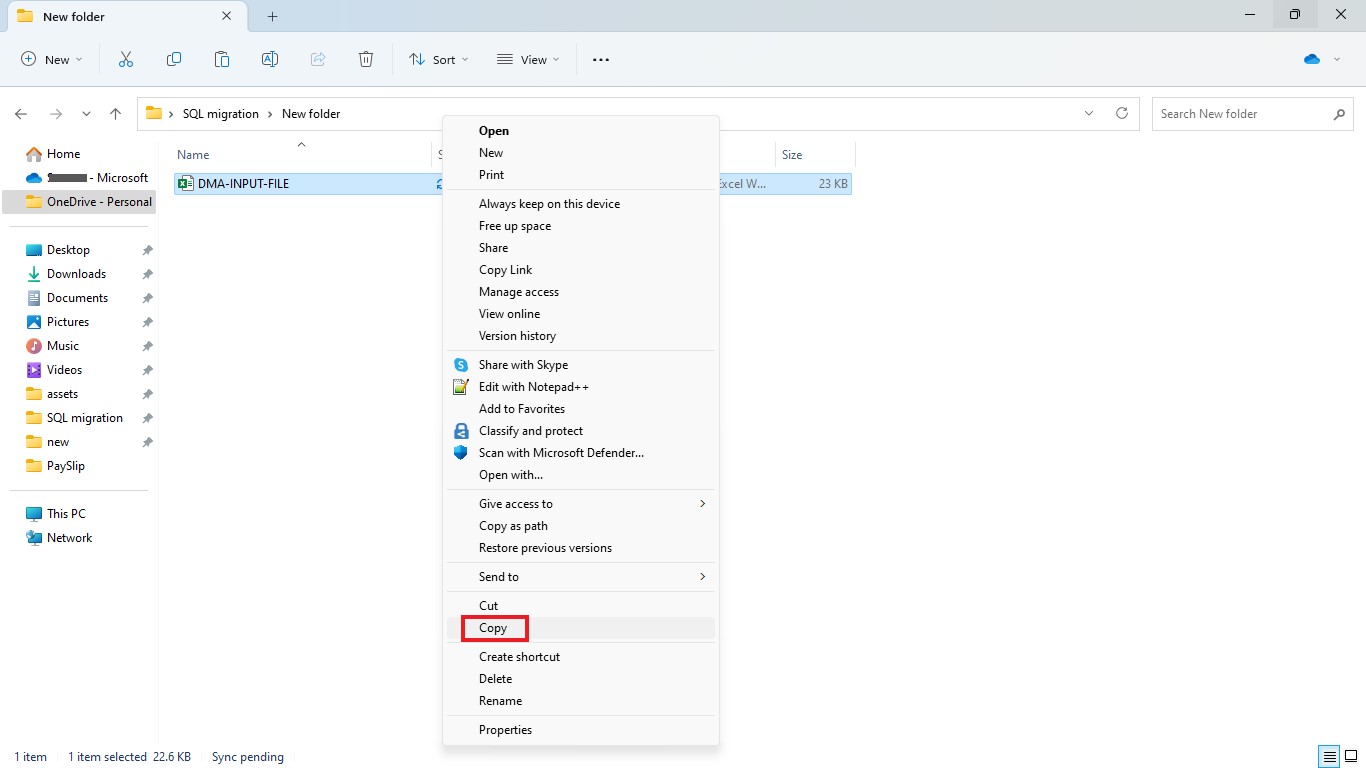 New folder
New
Sort
View
SQL migration
New folder
Search New folder
Home
- Microsoft
OneDrive - Personal
Desktop
Downloads
Documents
Pictures
Music
Videos
assets
SQL migration
new
PaySlip
This PC
Network
Name
Size
DMA-INPUT-FILE
Excel W...
23 KB
Open
New
Print
Always keep on this device
Free up space
Share
Copy Link
Manage access
View online
Version history
Share with Skype
Edit with Notepad++
Add to Favorites
Classify and protect
Scan with Microsoft Defender...
Open with...
Give access to
Copy as path
Restore previous versions
Send to
Cut
Copy
Create shortcut
Delete
Rename
Properties
1 item
1 item selected 22.6 KB
Sync pending